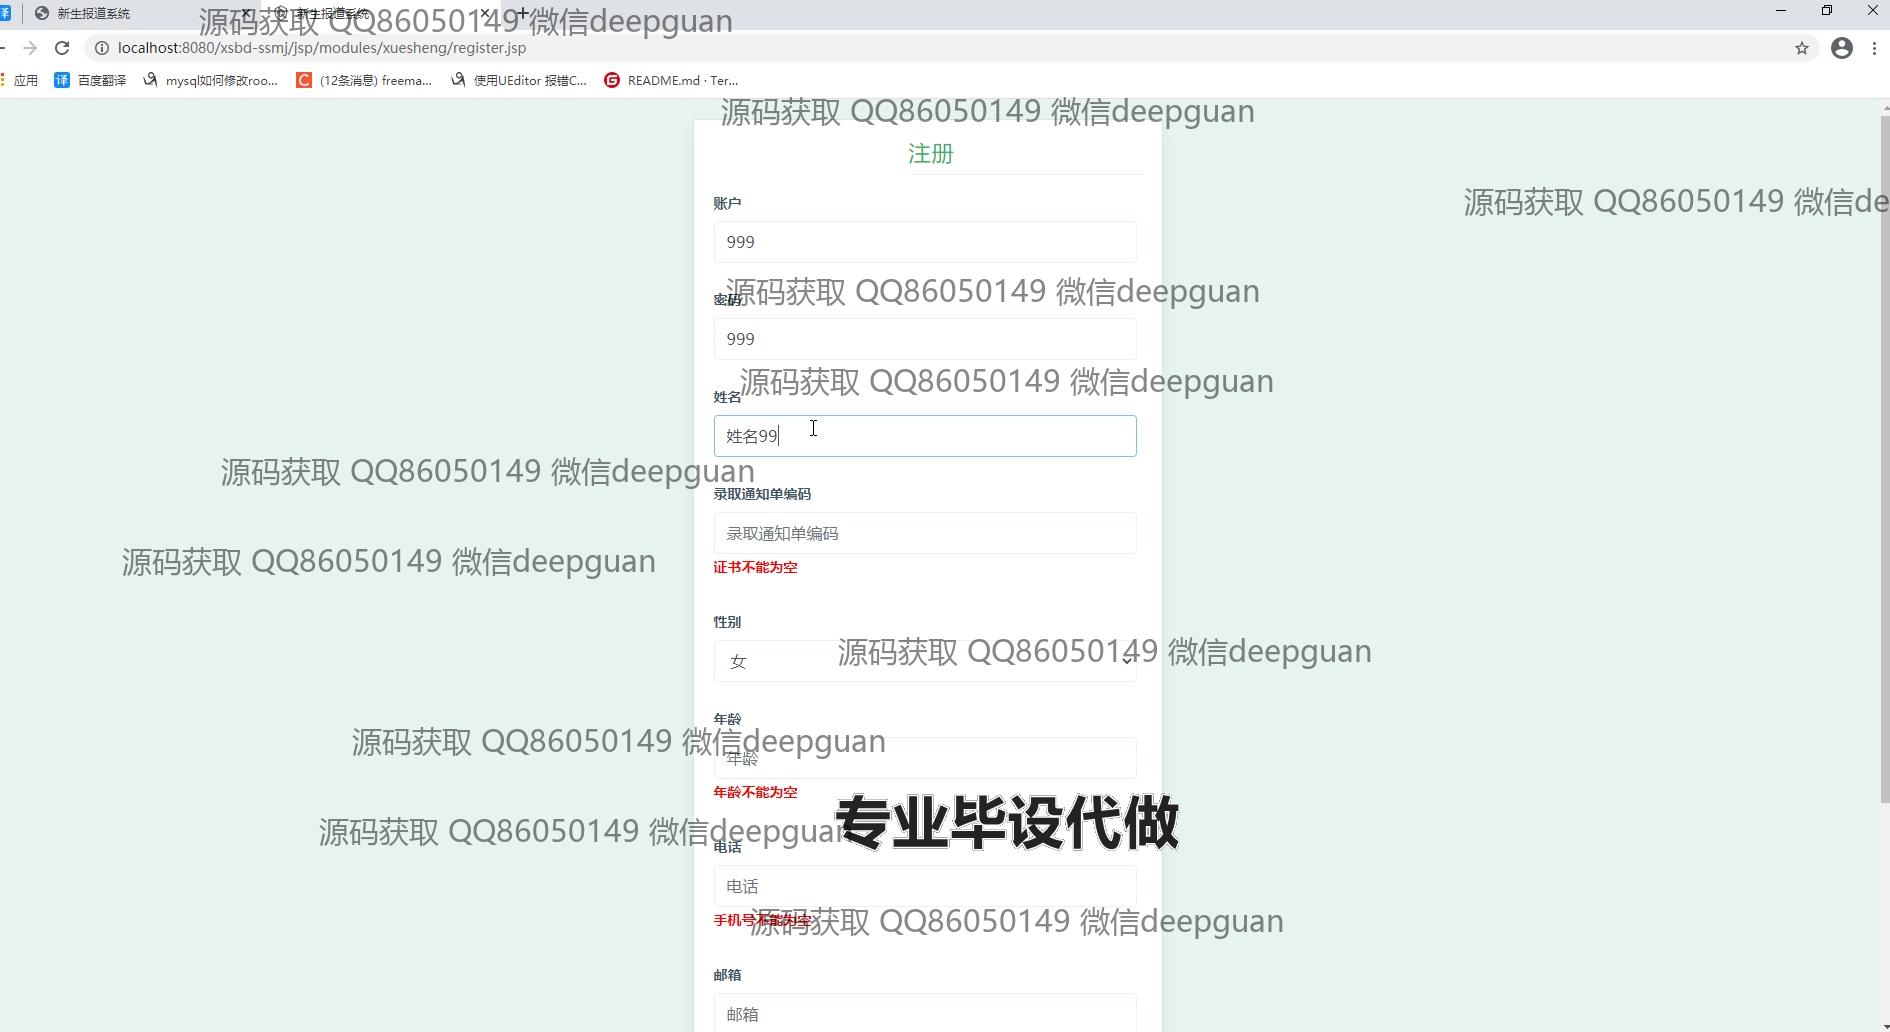 新生报道系统
新生报道系统
源码获取 QQ86050149 微信deepguan
localhost:8080/xsbd-ssmj/jsp/modules/xuesheng/register.jsp
应用
译 百度翻译
mysql如何修改roo...
C (12条消息) freema...
使用UEditor 报错C...
G README.md · Ter...
源码获取 QQ86050149 微信deepguan
注册
账户
源码获取 QQ86050149 微信de
999
密码
源码获取 QQ86050149 微信deepguan
999
源码获取 QQ86050149 微信deepguan
姓名
姓名99
源码获取 QQ86050149 微信deepguan
录取通知单编码
录取通知单编码
源码获取 QQ86050149 微信deepguan
证书不能为空
性别
源码获取 QQ86050149 微信deepguan
女
年龄
源码获取 QQ86050149 微信deepguan
年龄
年龄不能为空
专业毕设代做
源码获取 QQ86050149 微信deepguan
电话
电话
手机号不能为空
源码获取 QQ86050149 微信deepguan
邮箱
邮箱